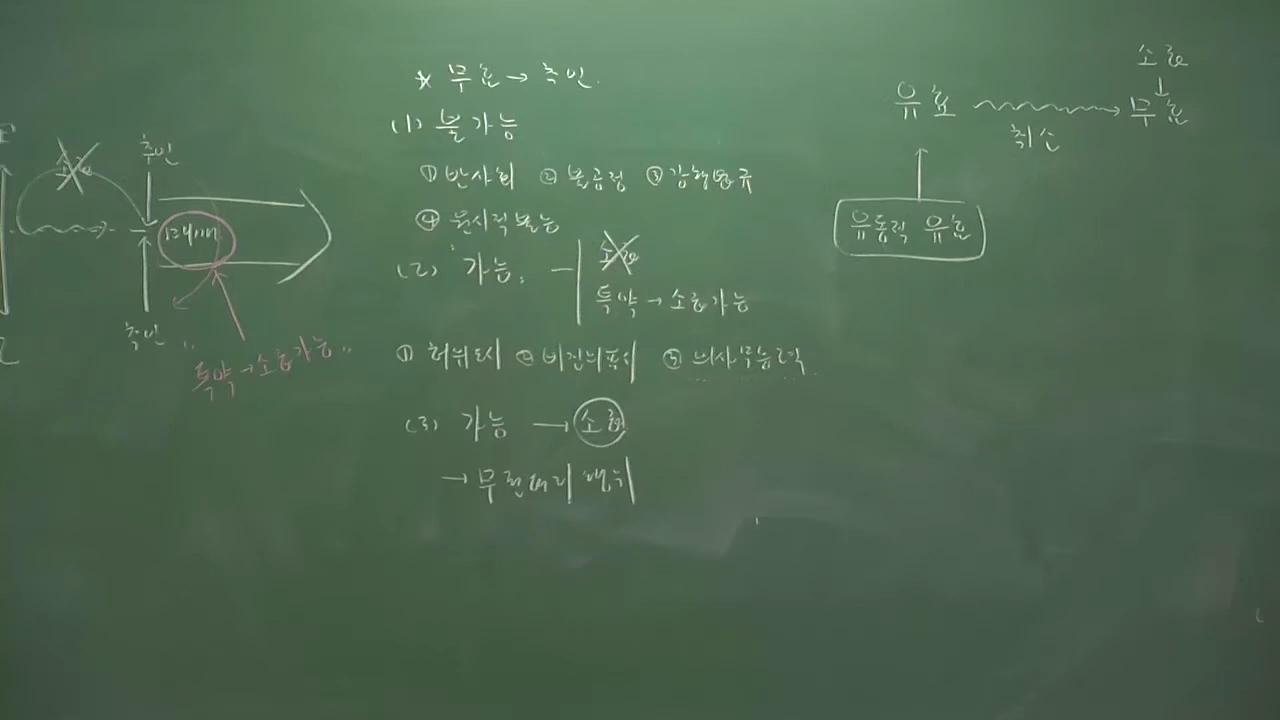 추인
추인
특약→소급가능
* 무효→추인.
(1) 불가능
① 반사회 ② 불공정 ③ 강행법규
④ 원시적불능
(2) 가능.
소급
특약→소급가능
① 허위표시 ② 비진의표시 ③ 의사무능력
(3) 가능 → 소급
→ 무권대리 행위
소급
유효
무효
취소
유동적 유효